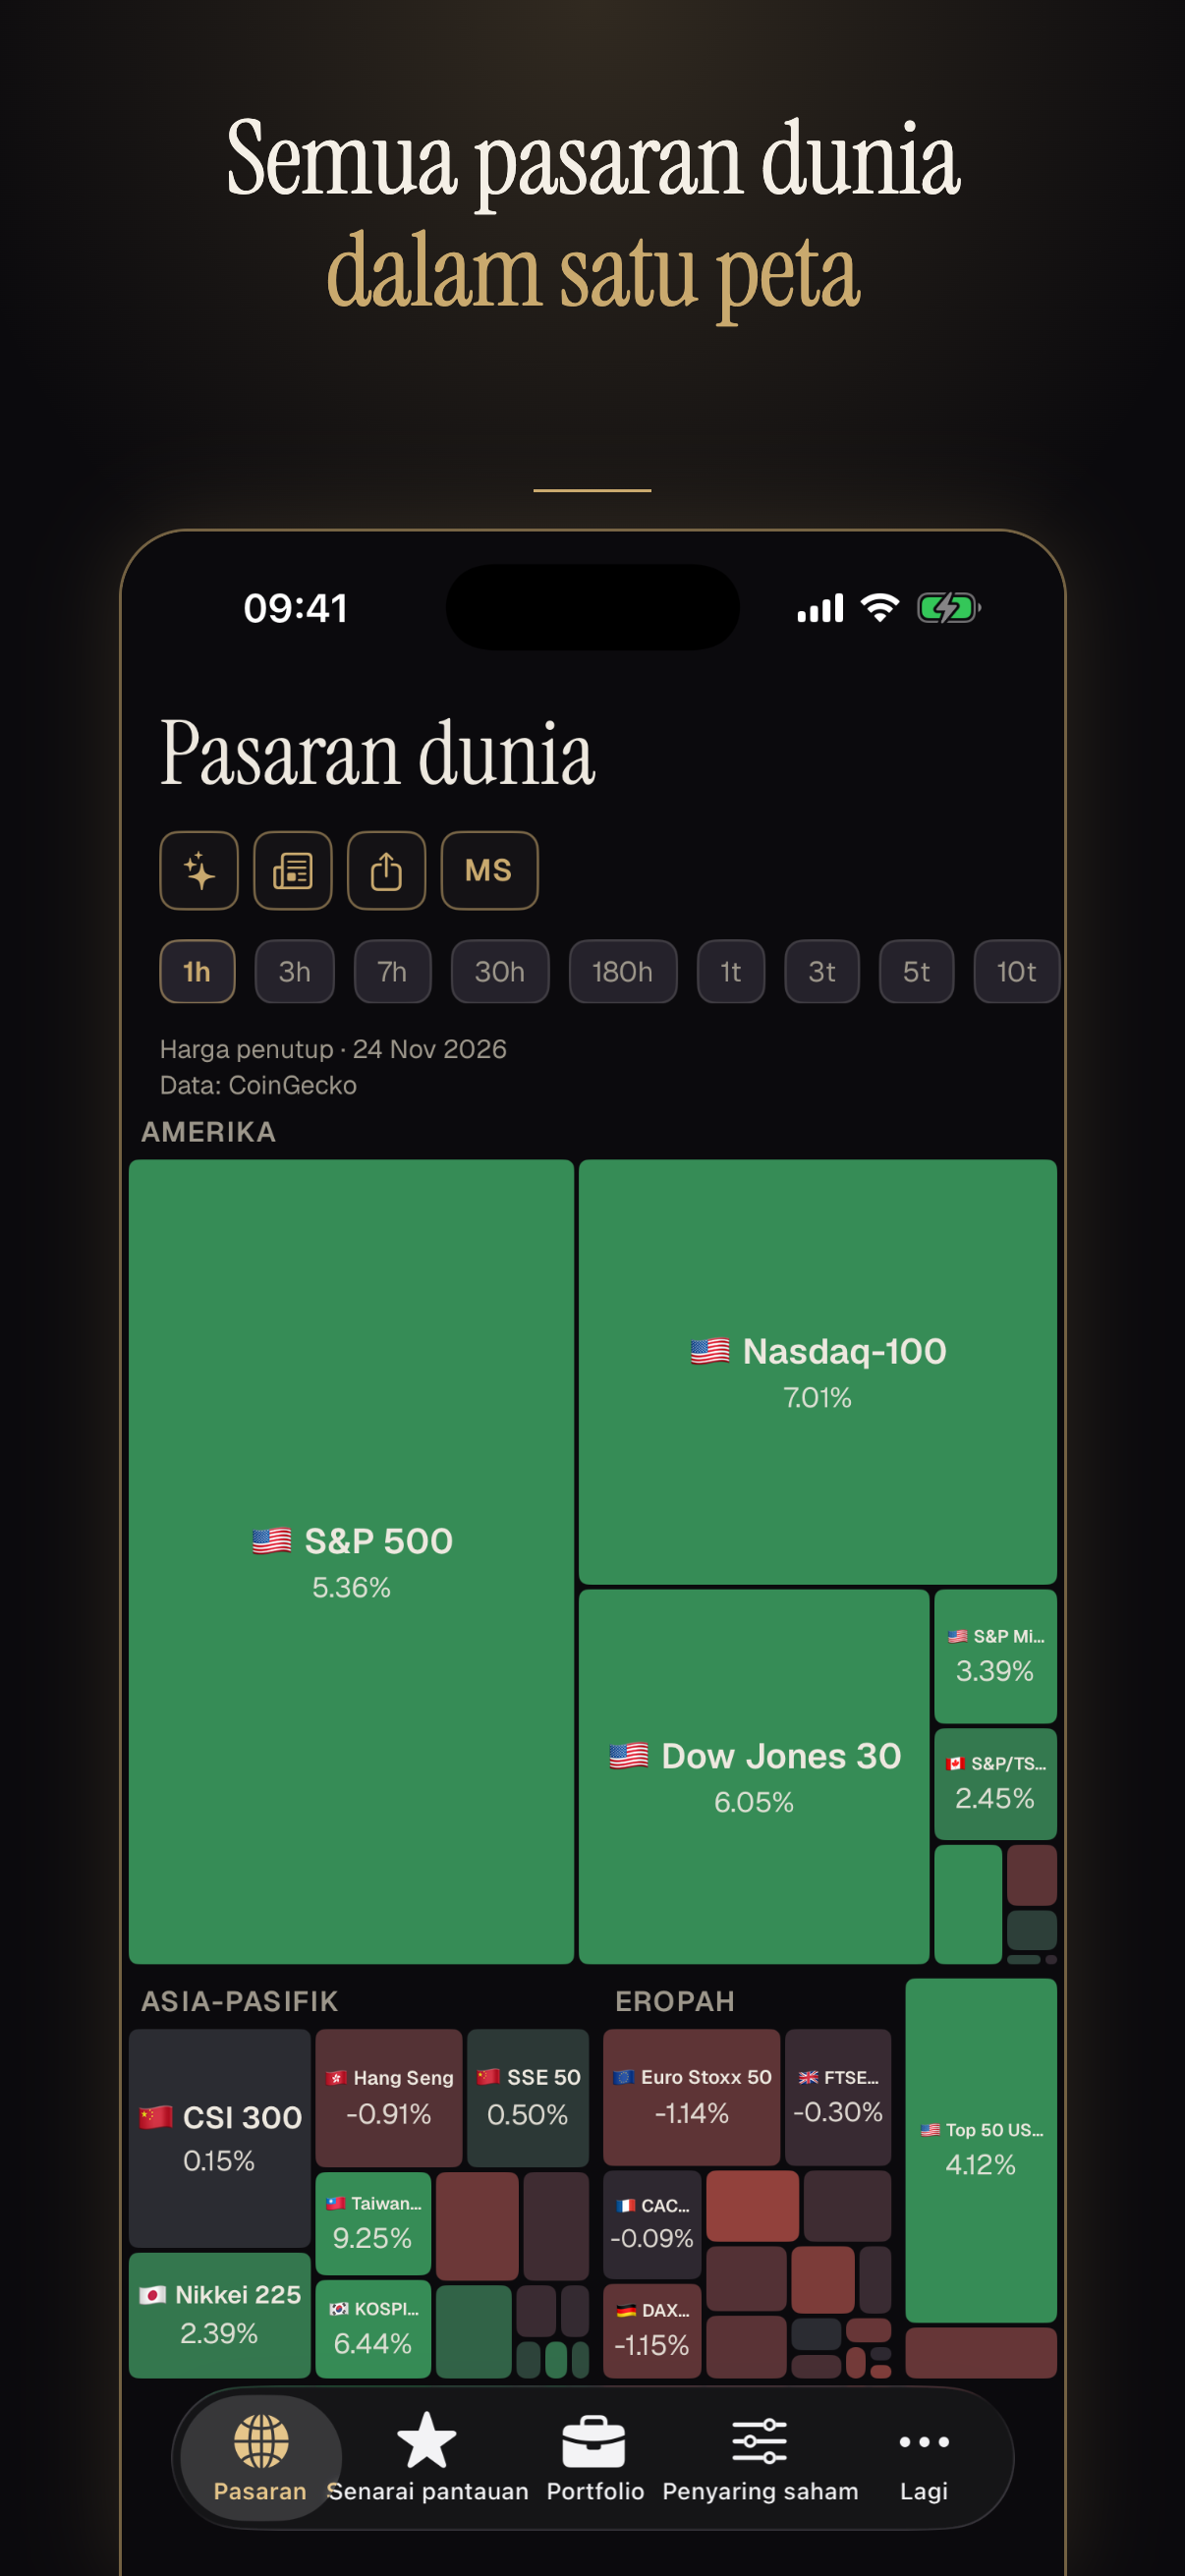 Semua pasaran dunia
dalam satu peta
09:41
Pasaran dunia
MS
1h 3h 7h 30h 180h 1t 3t 5t 10t
Harga penutup · 24 Nov 2026
Data: CoinGecko
AMERIKA
S&P 500
5.36%
Nasdaq-100
7.01%
Dow Jones 30
6.05%
S&P Mi...
3.39%
S&P/TS...
2.45%
ASIA-PASIFIK
CSI 300
0.15%
Hang Seng
-0.91%
SSE 50
0.50%
Taiwan...
9.25%
Nikkei 225
2.39%
KOSPI...
6.44%
EROPAH
Euro Stoxx 50
-1.14%
FTSE...
-0.30%
CAC...
-0.09%
DAX...
-1.15%
Top 50 US...
4.12%
Pasaran Senarai pantauan Portfolio Penyaring saham Lagi